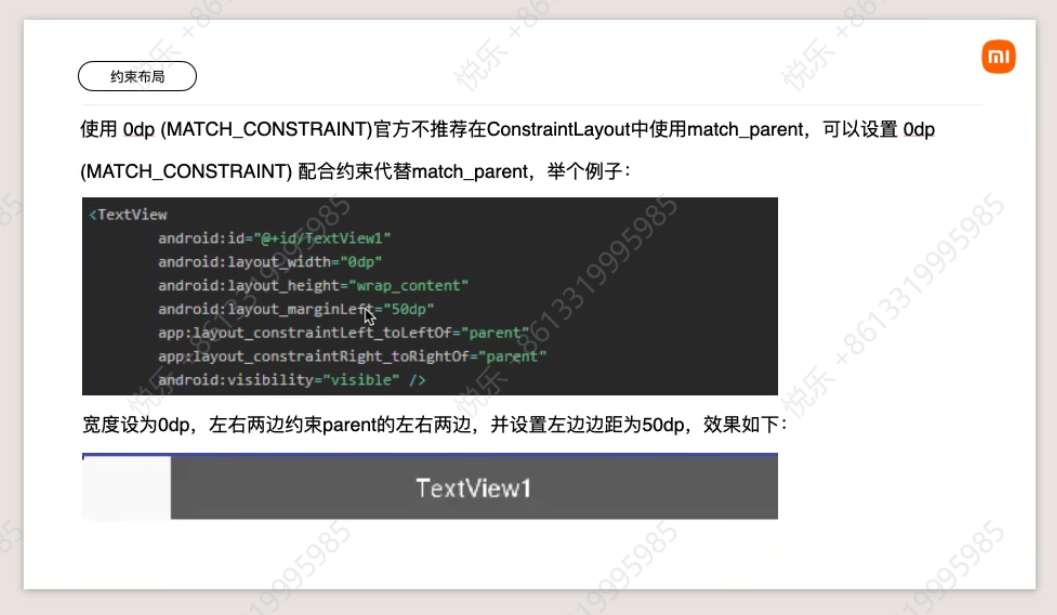 约束布局
使用 0dp (MATCH_CONSTRAINT)官方不推荐在ConstraintLayout中使用match_parent，可以设置 0dp
(MATCH_CONSTRAINT) 配合约束代替match_parent，举个例子：
<TextView
android:id="@+id/TextView1"
android:layout_width="0dp"
android:layout_height="wrap_content"
android:layout_marginLeft="50dp"
app:layout_constraintLeft_toLeftOf="parent"
app:layout_constraintRight_toRightOf="parent"
android:visibility="visible" />
宽度设为0dp，左右两边约束parent的左右两边，并设置左边边距为50dp，效果如下：
TextView1